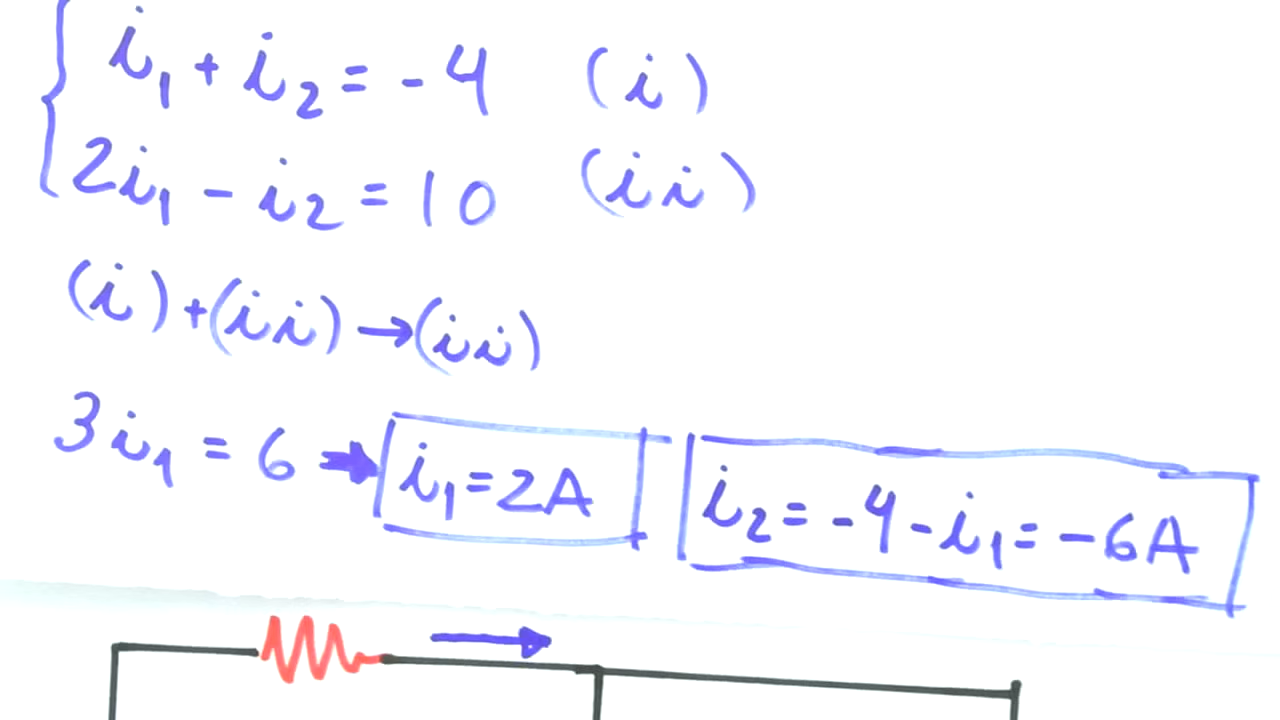 i₁ + i₂ = -4 (i)
2i₁ - i₂ = 10 (ii)
(i)+(ii)→(ii)
3i₁ = 6 → i₁=2A i₂= -4-i₁= -6A